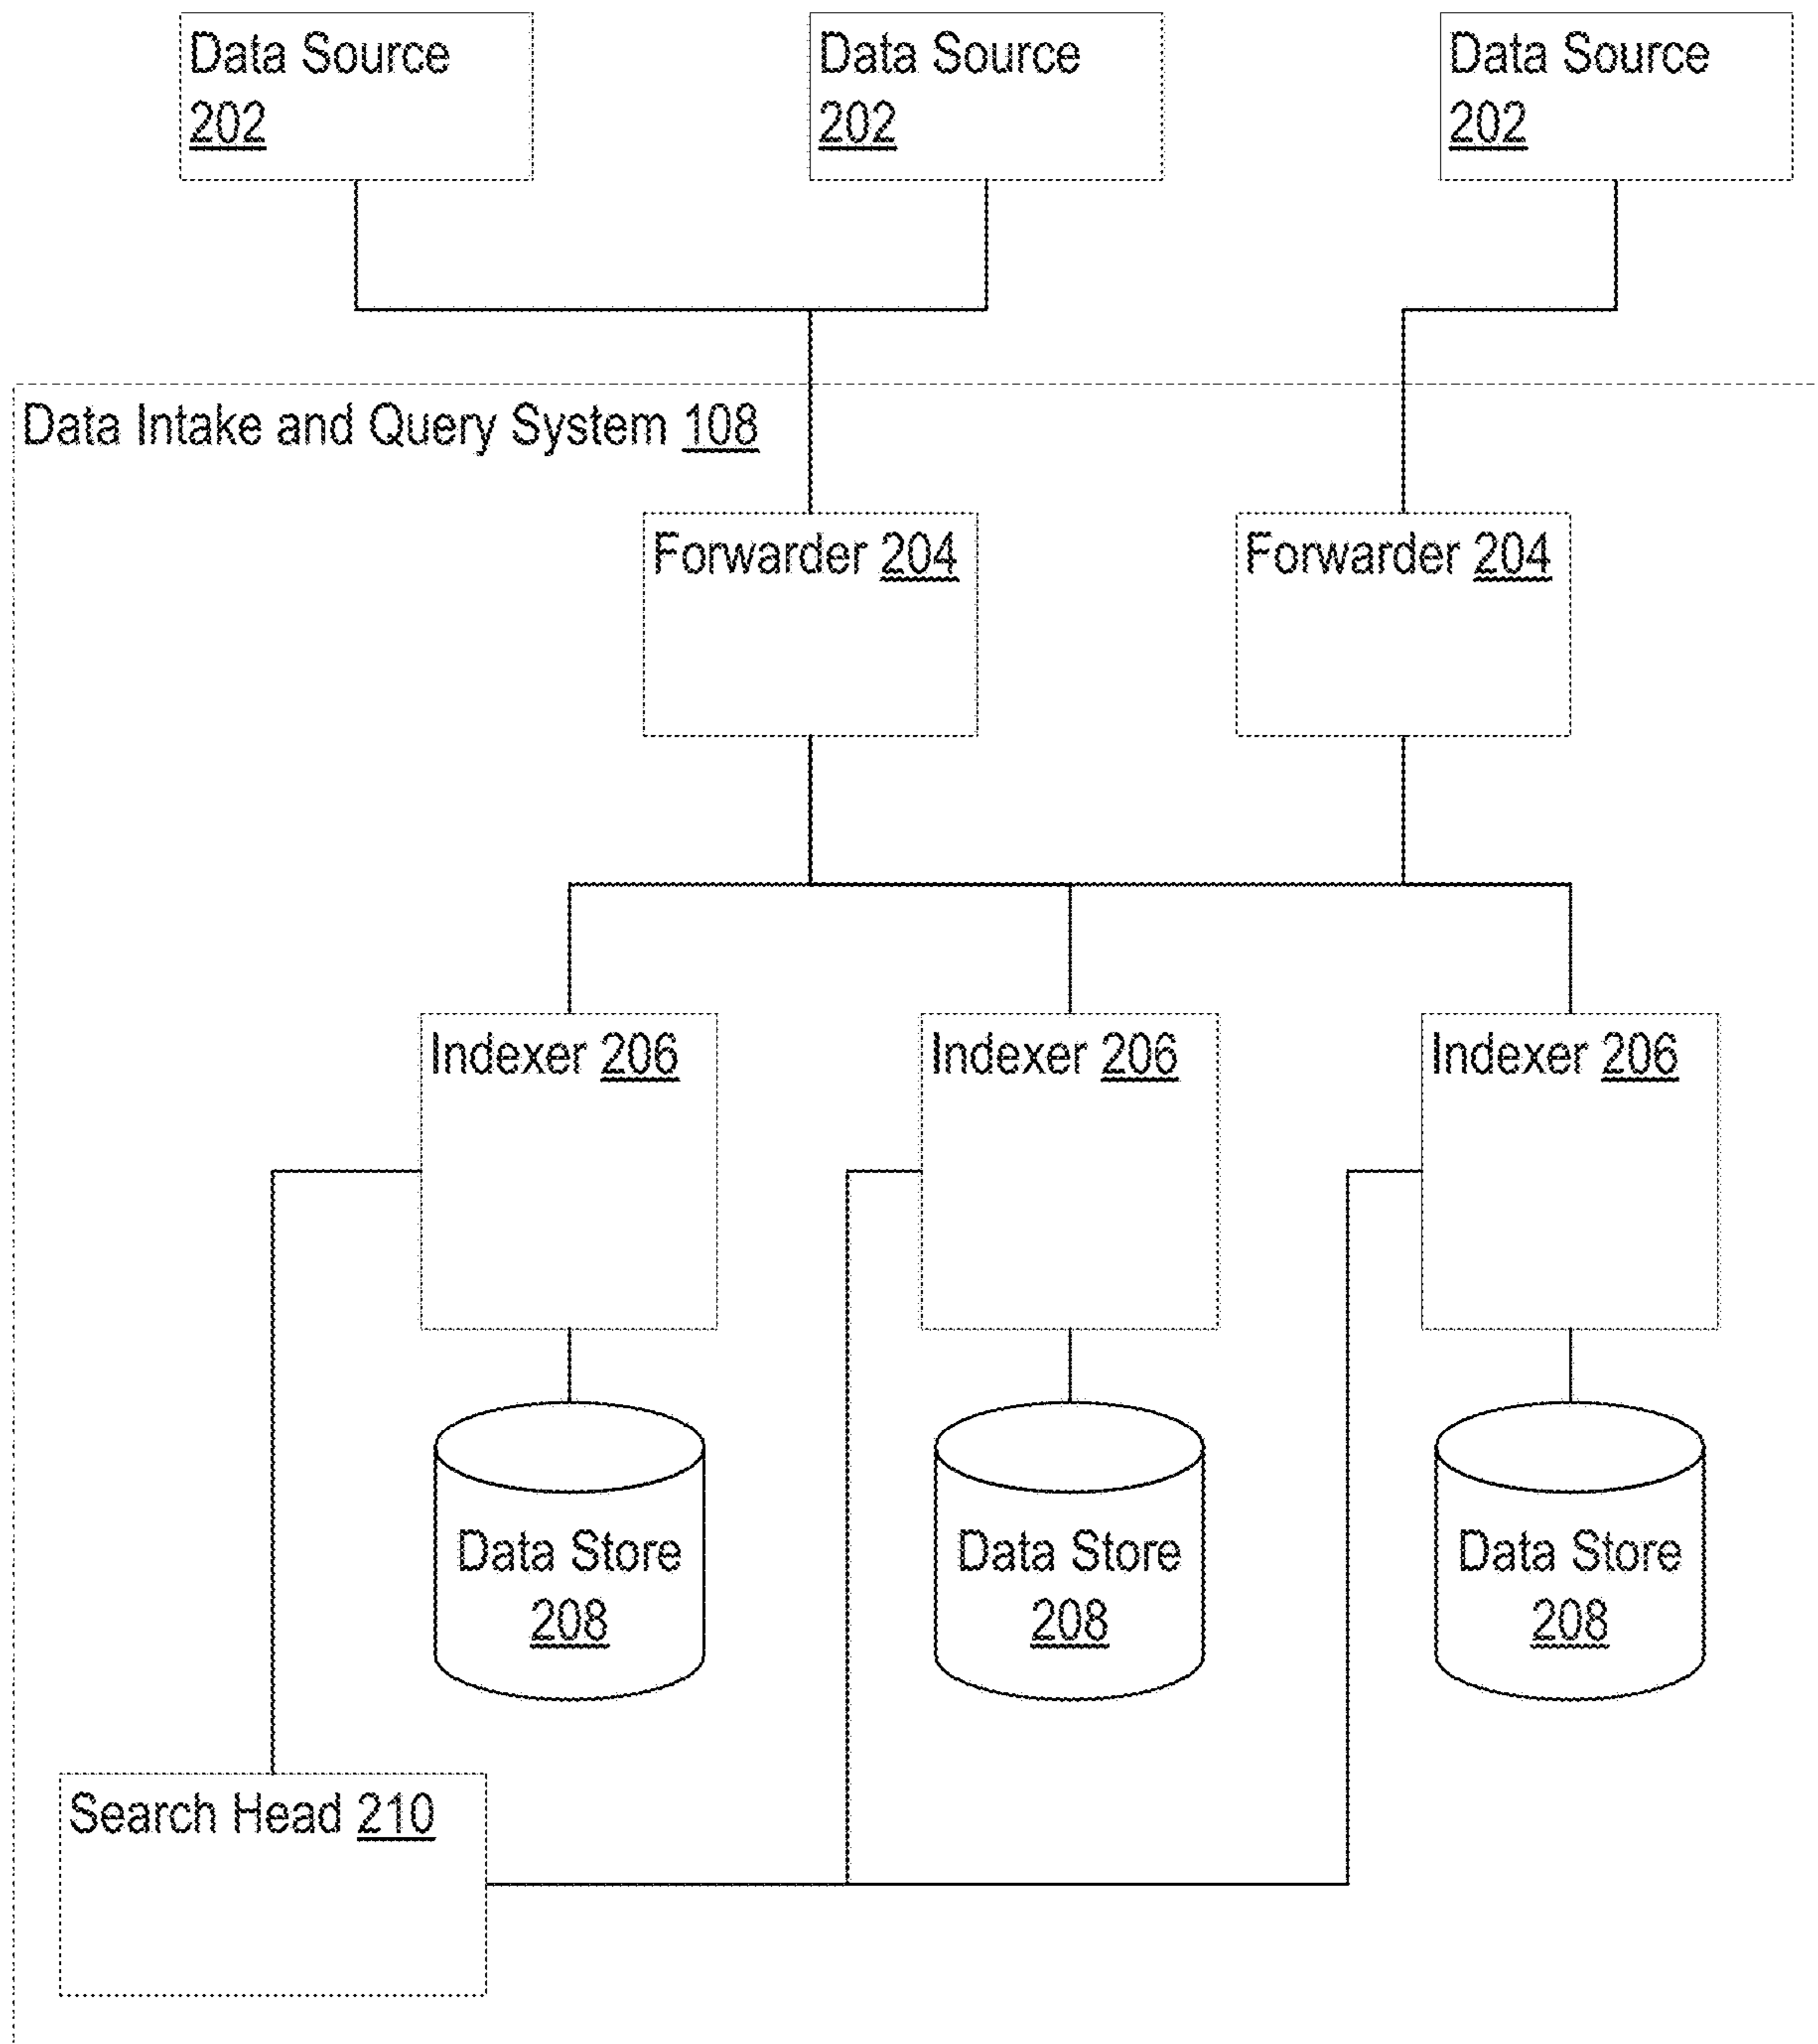 Data Source
202
Data Source
202
Data Source
202
Data Intake and Query System 108
Forwarder 204
Forwarder 204
Indexer 206
Indexer 206
Indexer 206
Data Store
208
Data Store
208
Data Store
208
Search Head 210